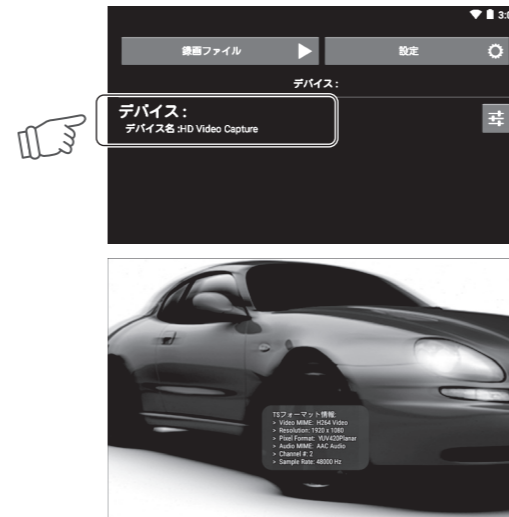 3:0
録画ファイル
設定
デバイス :
デバイス :
デバイス名 :HD Video Capture
TSフォーマット情報:
> Video MIME: H264 Video
> Resolution: 1920 x 1080
> Pixel Format: YUV420Planar
> Audio MIME: AAC Audio
> Channel #: 2
> Sample Rate: 48000 Hz